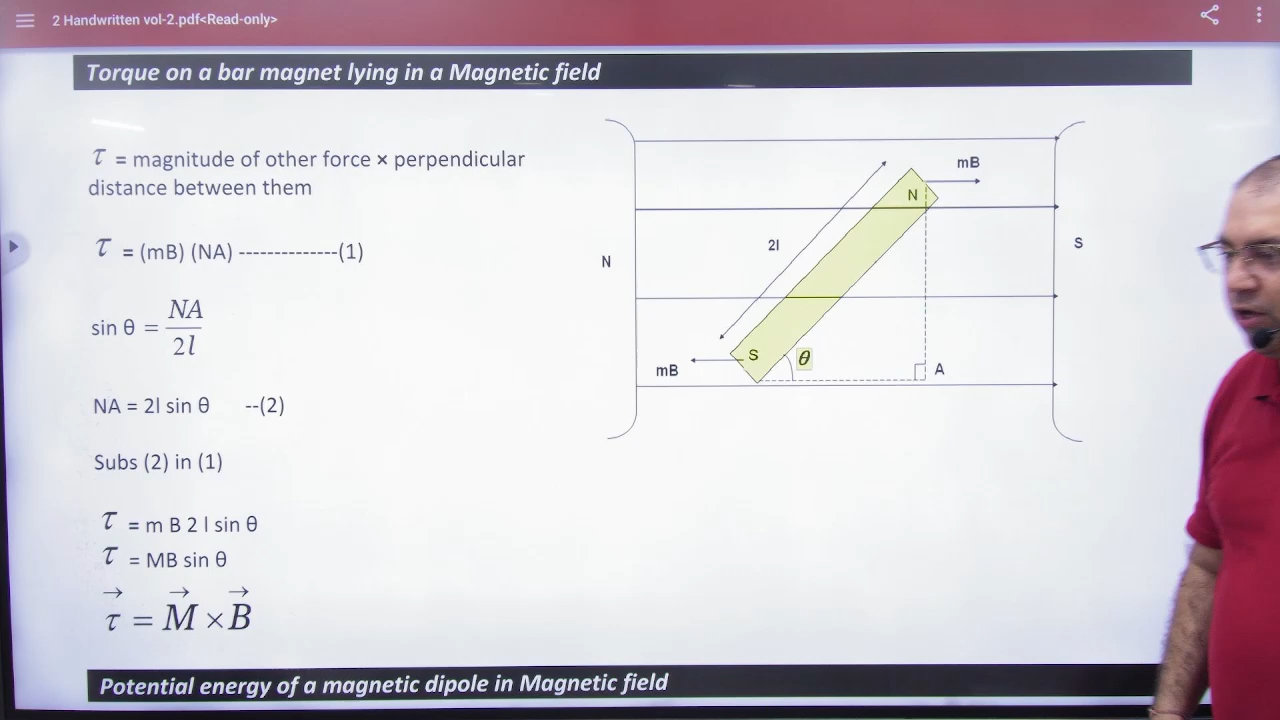 2 Handwritten vol-2.pdf<Read-only>
Torque on a bar magnet lying in a Magnetic field
τ = magnitude of other force × perpendicular
distance between them
τ = (mB) (NA) --------------(1)
sin θ = NA/2l
NA = 2l sin θ --(2)
Subs (2) in (1)
τ = m B 2 l sin θ
τ = MB sin θ
τ⃗ = M⃗ × B⃗
mB
N
2l
N
S
S
θ
mB
A
Potential energy of a magnetic dipole in Magnetic field